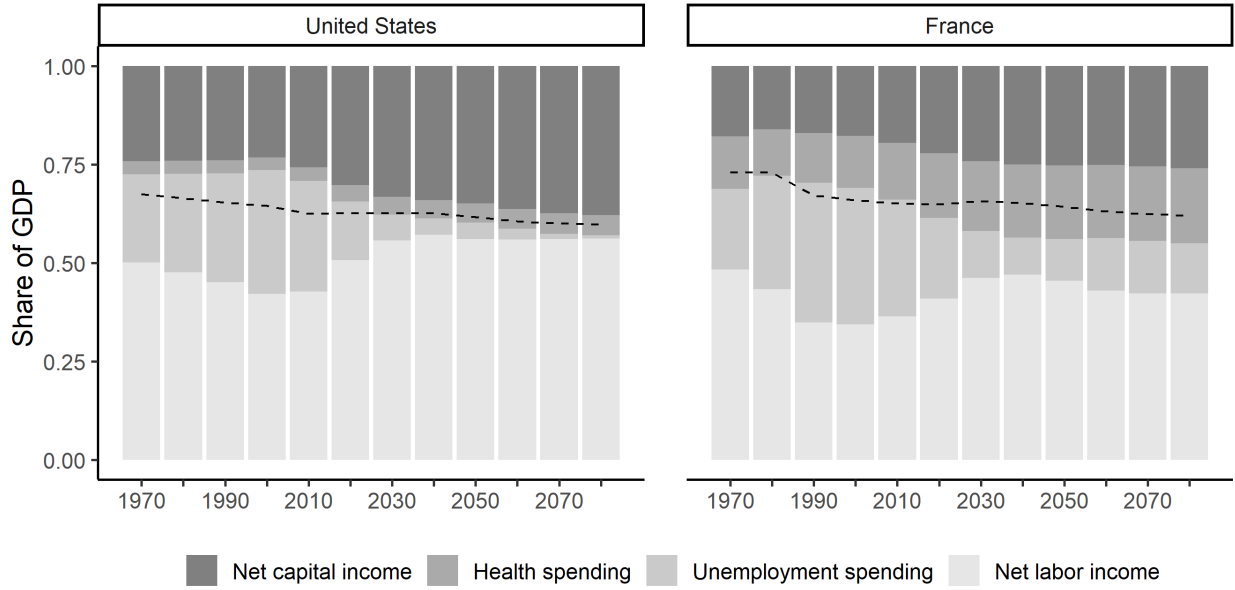 United States
France
Share of GDP
1.00
0.75
0.50
0.25
0.00
1970 1990 2010 2030 2050 2070
1970 1990 2010 2030 2050 2070
Net capital income Health spending Unemployment spending Net labor income